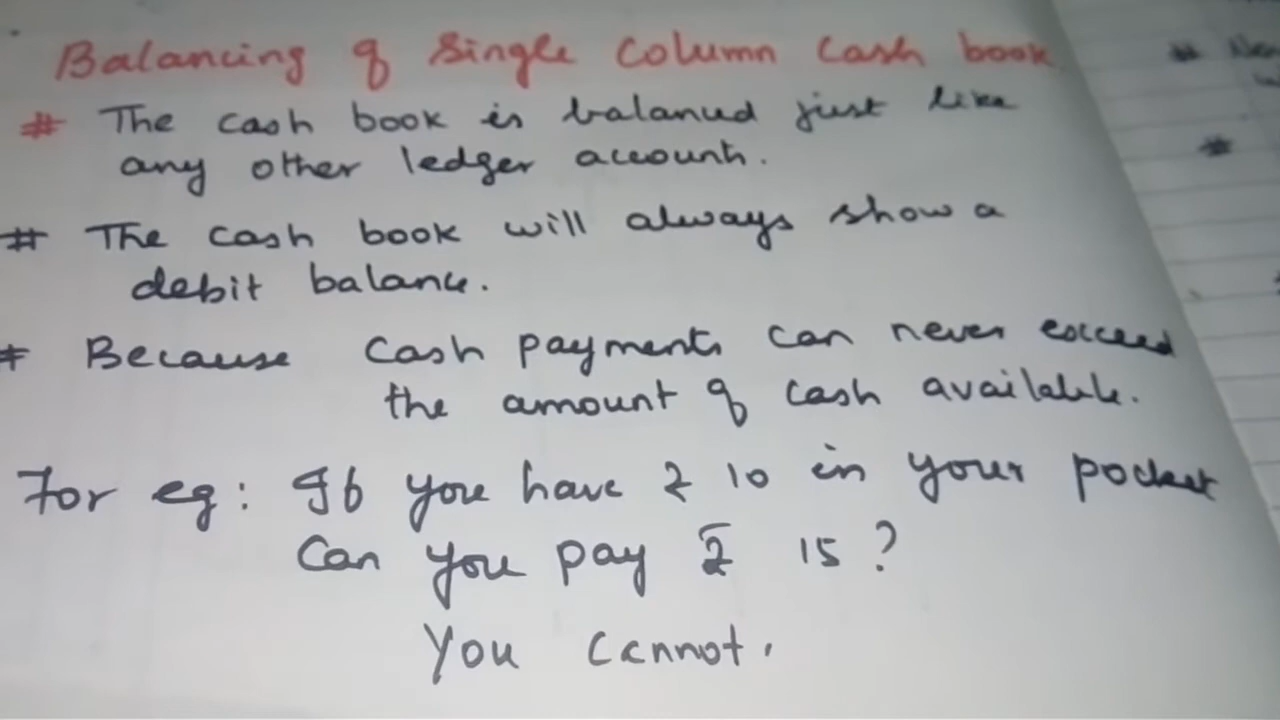 Balancing of Single Column Cash book
# The cash book is balanced just like
any other ledger account.
# The cash book will always show a
debit balance.
# Because cash payments can never exceed
the amount of cash available.
For eg: If you have ₹ 10 in your pocket
Can you pay ₹ 15 ?
You cannot.